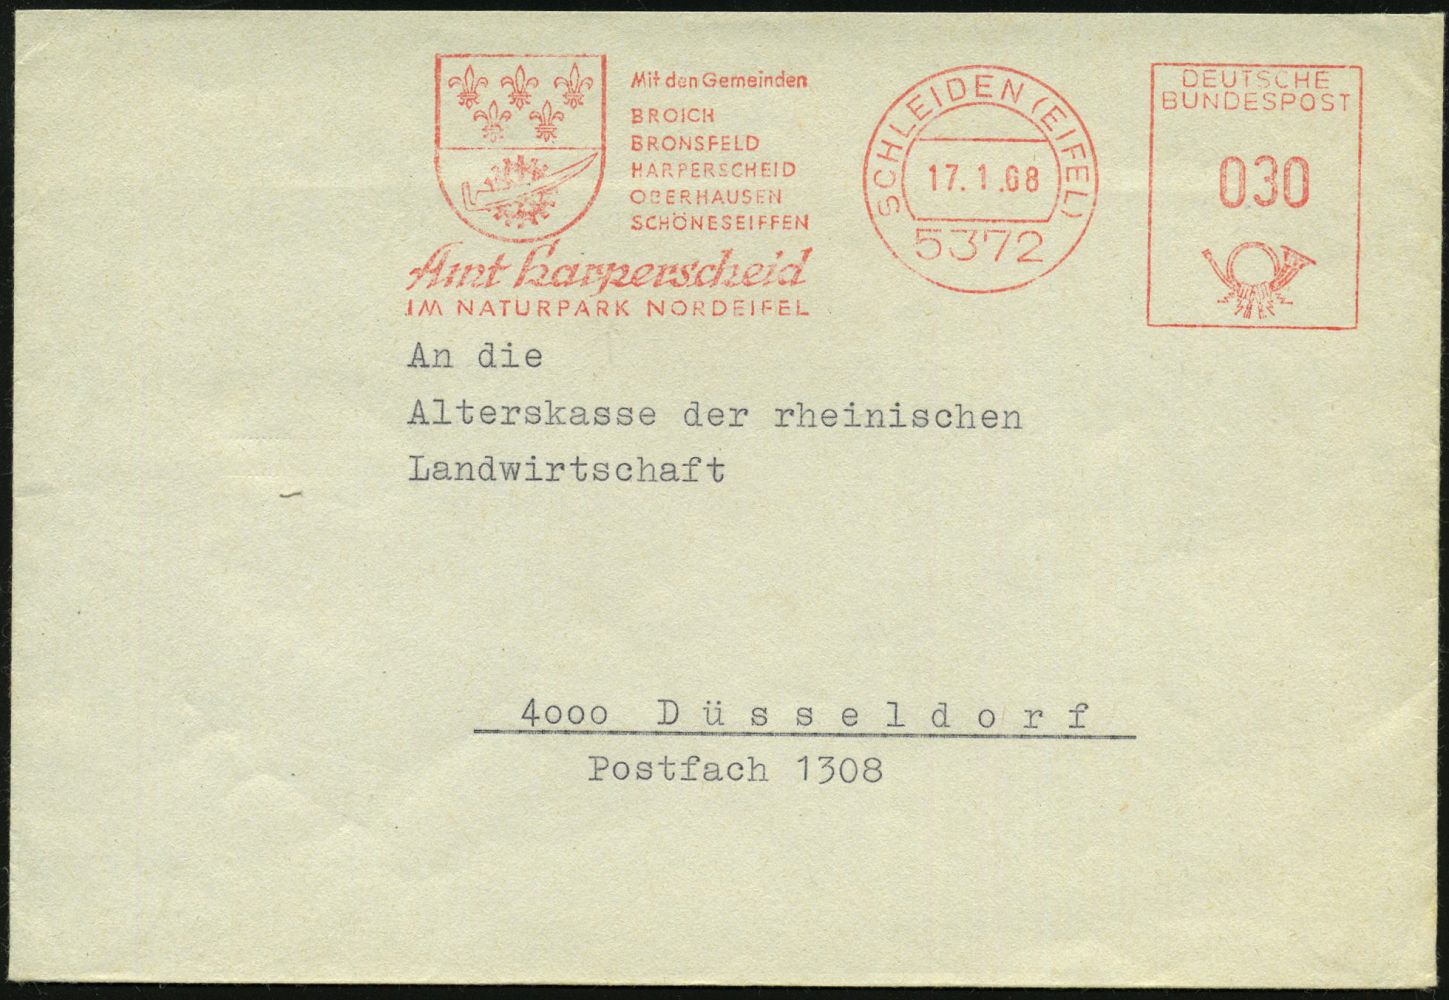 Mit den Gemeinden
BROICH
BRONSFELD
HARPERSCHEID
OBERHAUSEN
SCHÖNESEIFFEN
Amt Harperscheid
IM NATURPARK NORDEIFEL
SCHLEIDEN (EIFEL)
17.1.68
5372
DEUTSCHE
BUNDESPOST
030
An die
Alterskasse der rheinischen
Landwirtschaft
4000 Düsseldorf
Postfach 1308